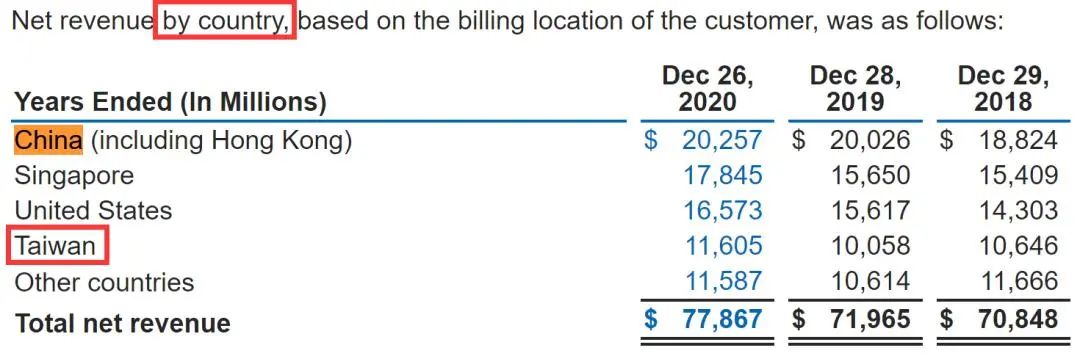 Net revenue by country, based on the billing location of the customer, was as follows:
Years Ended (In Millions) Dec 26, 2020 Dec 28, 2019 Dec 29, 2018
China (including Hong Kong) $ 20,257 $ 20,026 $ 18,824
Singapore 17,845 15,650 15,409
United States 16,573 15,617 14,303
Taiwan 11,605 10,058 10,646
Other countries 11,587 10,614 11,666
Total net revenue $ 77,867 $ 71,965 $ 70,848